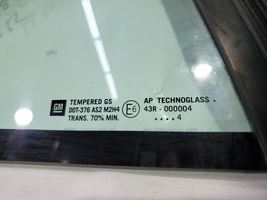 GM
TEMPERED GS
DOT-376 AS2 M2H4
TRANS. 70% MIN.
E6
AP TECHNOGLASS.
43R-000004
....4